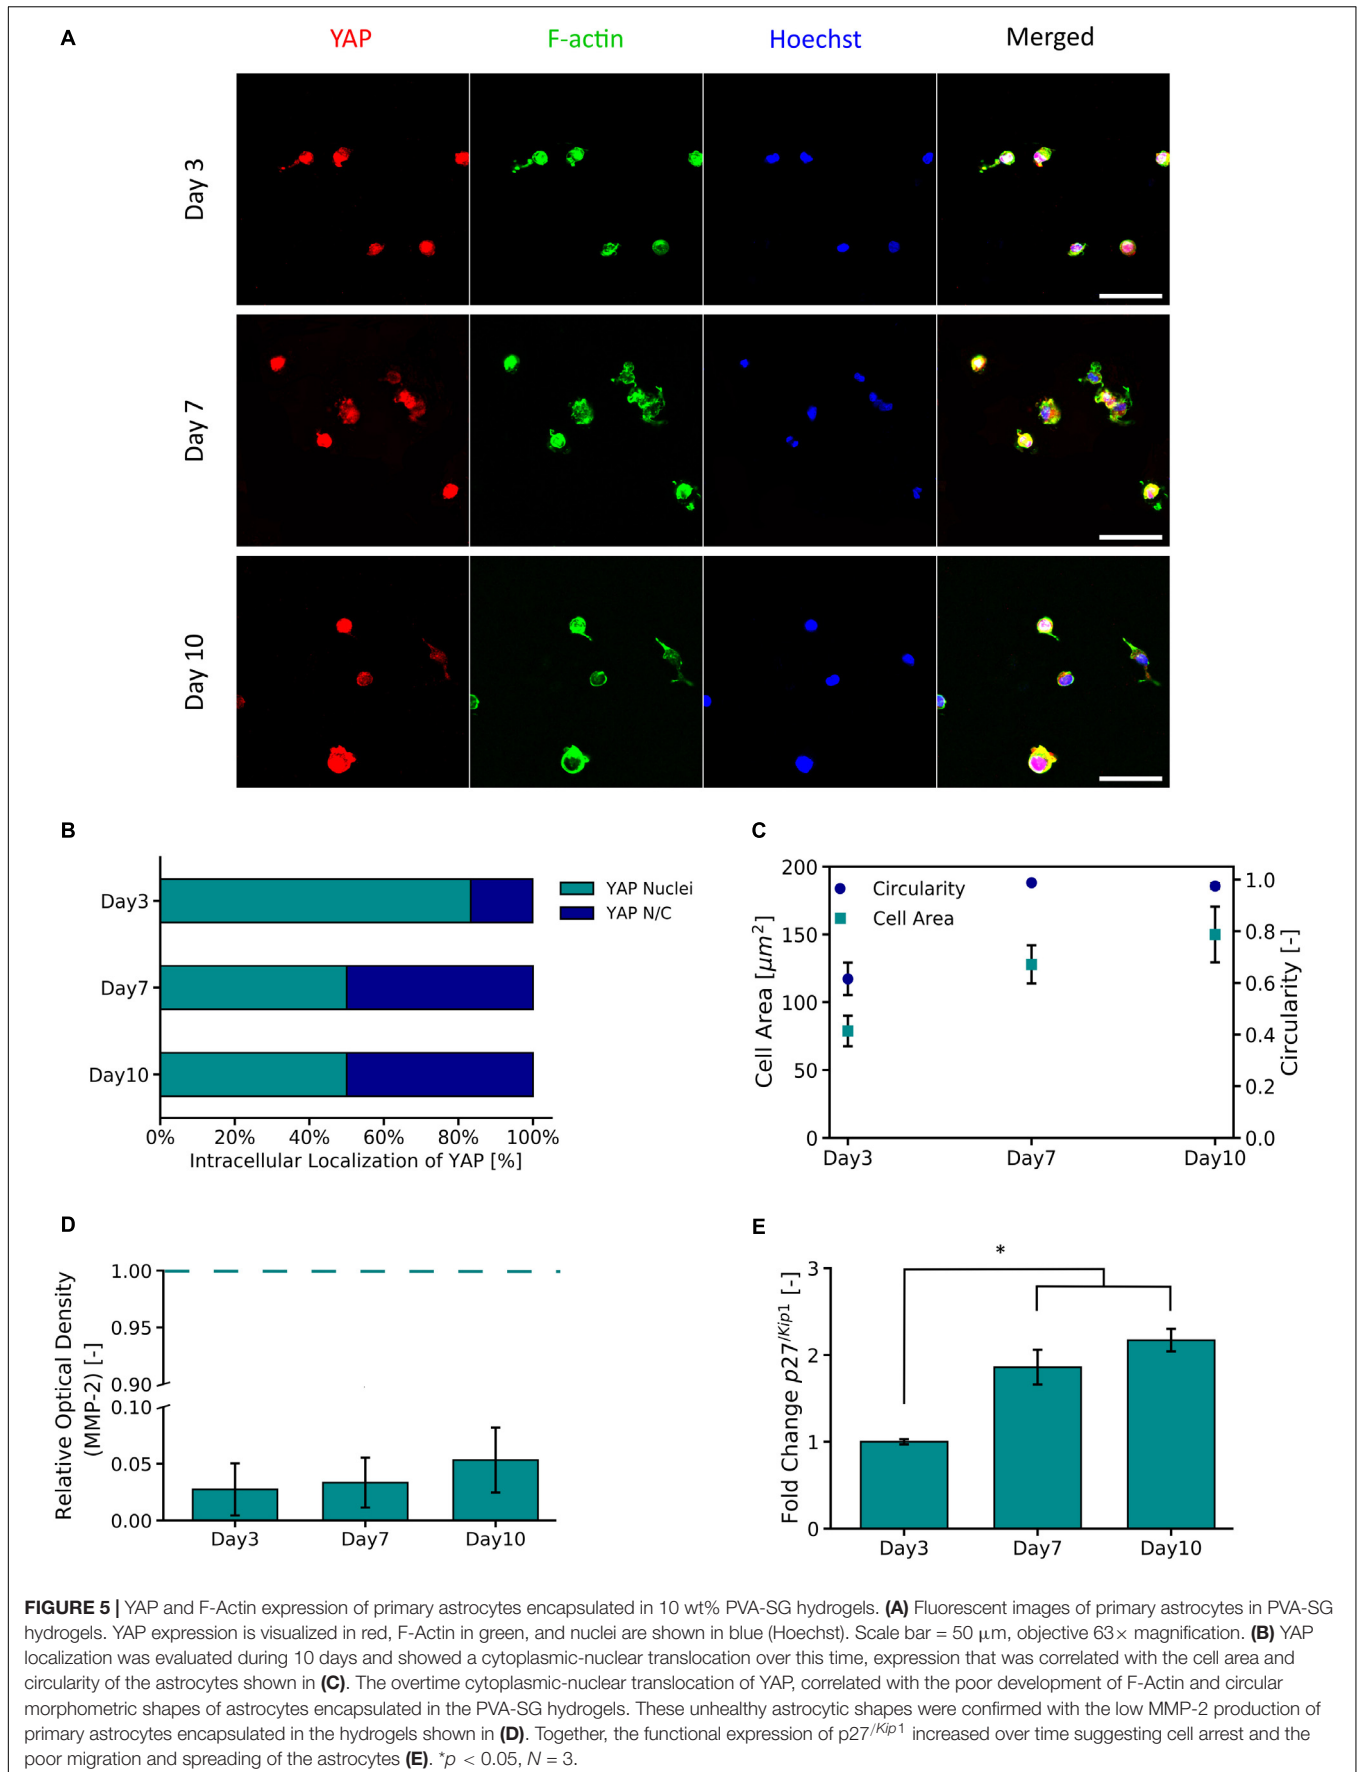 A
YAP
F-actin
Hoechst
Merged
Day 3
Day 7
Day 10
B
Day3
Day7
Day10
0%
20%
40%
60%
80%
100%
Intracellular Localization of YAP [%]
YAP Nuclei
YAP N/C
C
200
150
100
50
0
Cell Area [μm²]
Circularity
Cell Area
1.0
0.8
0.6
0.4
0.2
0.0
Circularity [-]
Day3
Day7
Day10
D
1.00
0.95
0.90
0.10
0.05
0.00
Relative Optical Density
(MMP-2) [-]
Day3
Day7
Day10
E
*
3
2
1
0
Fold Change p27/Kip1 [-]
Day3
Day7
Day10
FIGURE 5 | YAP and F-Actin expression of primary astrocytes encapsulated in 10 wt% PVA-SG hydrogels. (A) Fluorescent images of primary astrocytes in PVA-SG
hydrogels. YAP expression is visualized in red, F-Actin in green, and nuclei are shown in blue (Hoechst). Scale bar = 50 μm, objective 63× magnification. (B) YAP
localization was evaluated during 10 days and showed a cytoplasmic-nuclear translocation over this time, expression that was correlated with the cell area and
circularity of the astrocytes shown in (C). The overtime cytoplasmic-nuclear translocation of YAP, correlated with the poor development of F-Actin and circular
morphometric shapes of astrocytes encapsulated in the PVA-SG hydrogels. These unhealthy astrocytic shapes were confirmed with the low MMP-2 production of
primary astrocytes encapsulated in the hydrogels shown in (D). Together, the functional expression of p27/Kip1 increased over time suggesting cell arrest and the
poor migration and spreading of the astrocytes (E). *p < 0.05, N = 3.